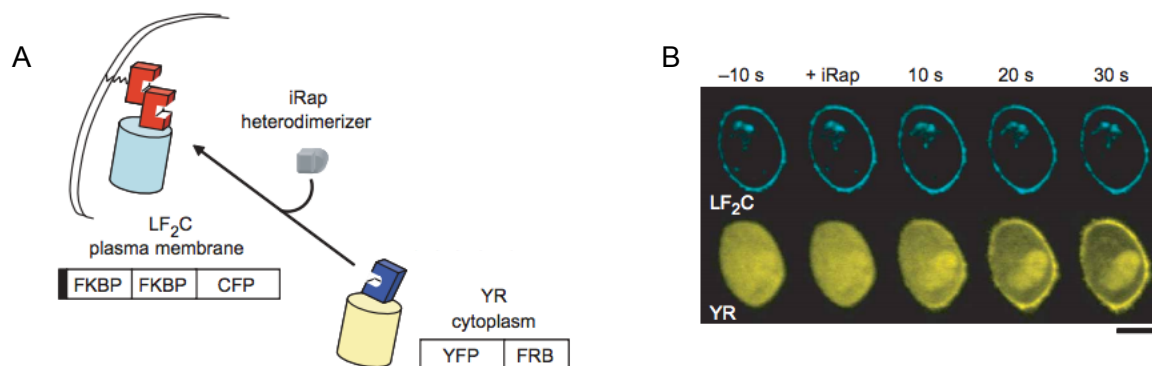 A
iRap
heterodimerizer
LF₂C
plasma membrane
FKBP FKBP CFP
YR
cytoplasm
YFP FRB
B
–10 s + iRap 10 s 20 s 30 s
LF₂C
YR